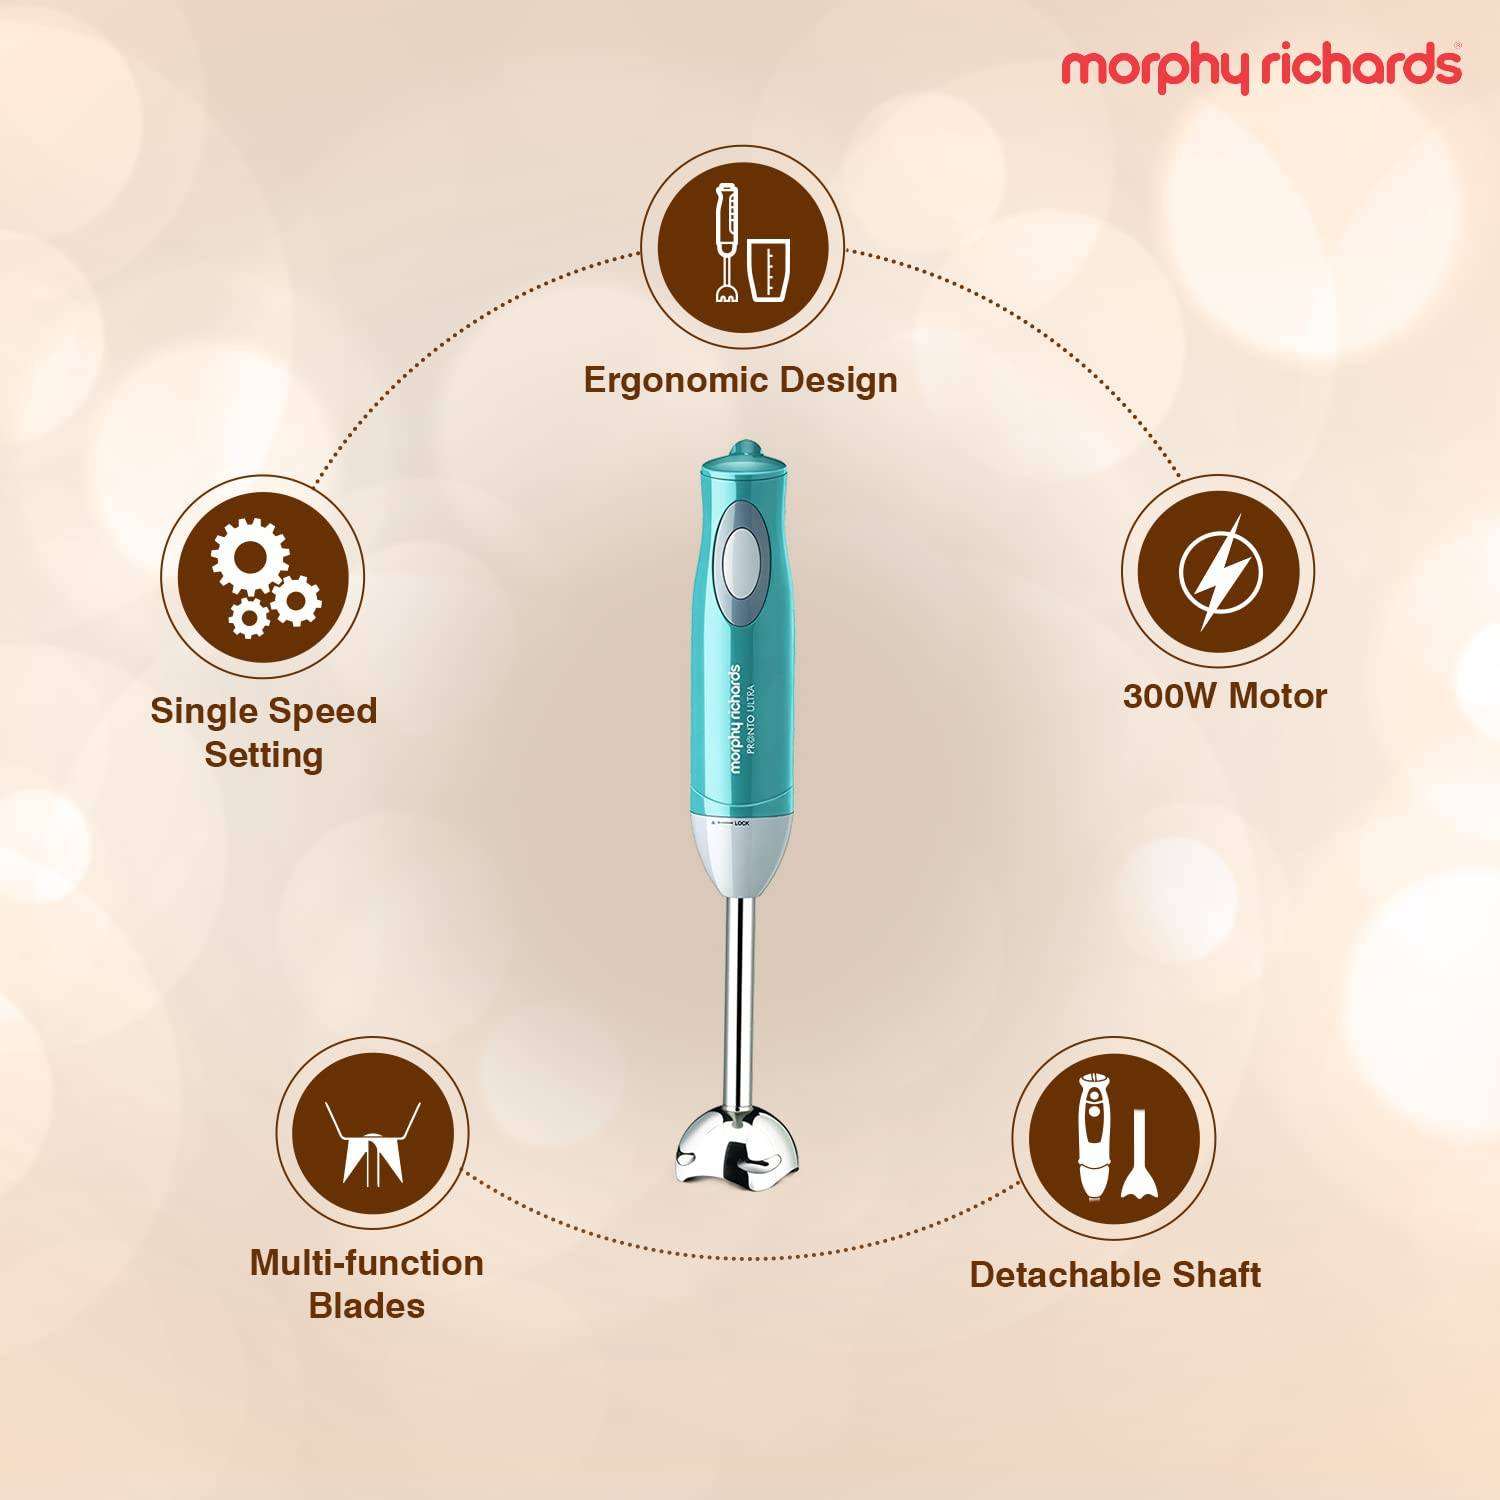 morphy richards®
Ergonomic Design
Single Speed
Setting
300W Motor
morphy richards
PRONTO ULTRA
LOCK
Multi-function
Blades
Detachable Shaft